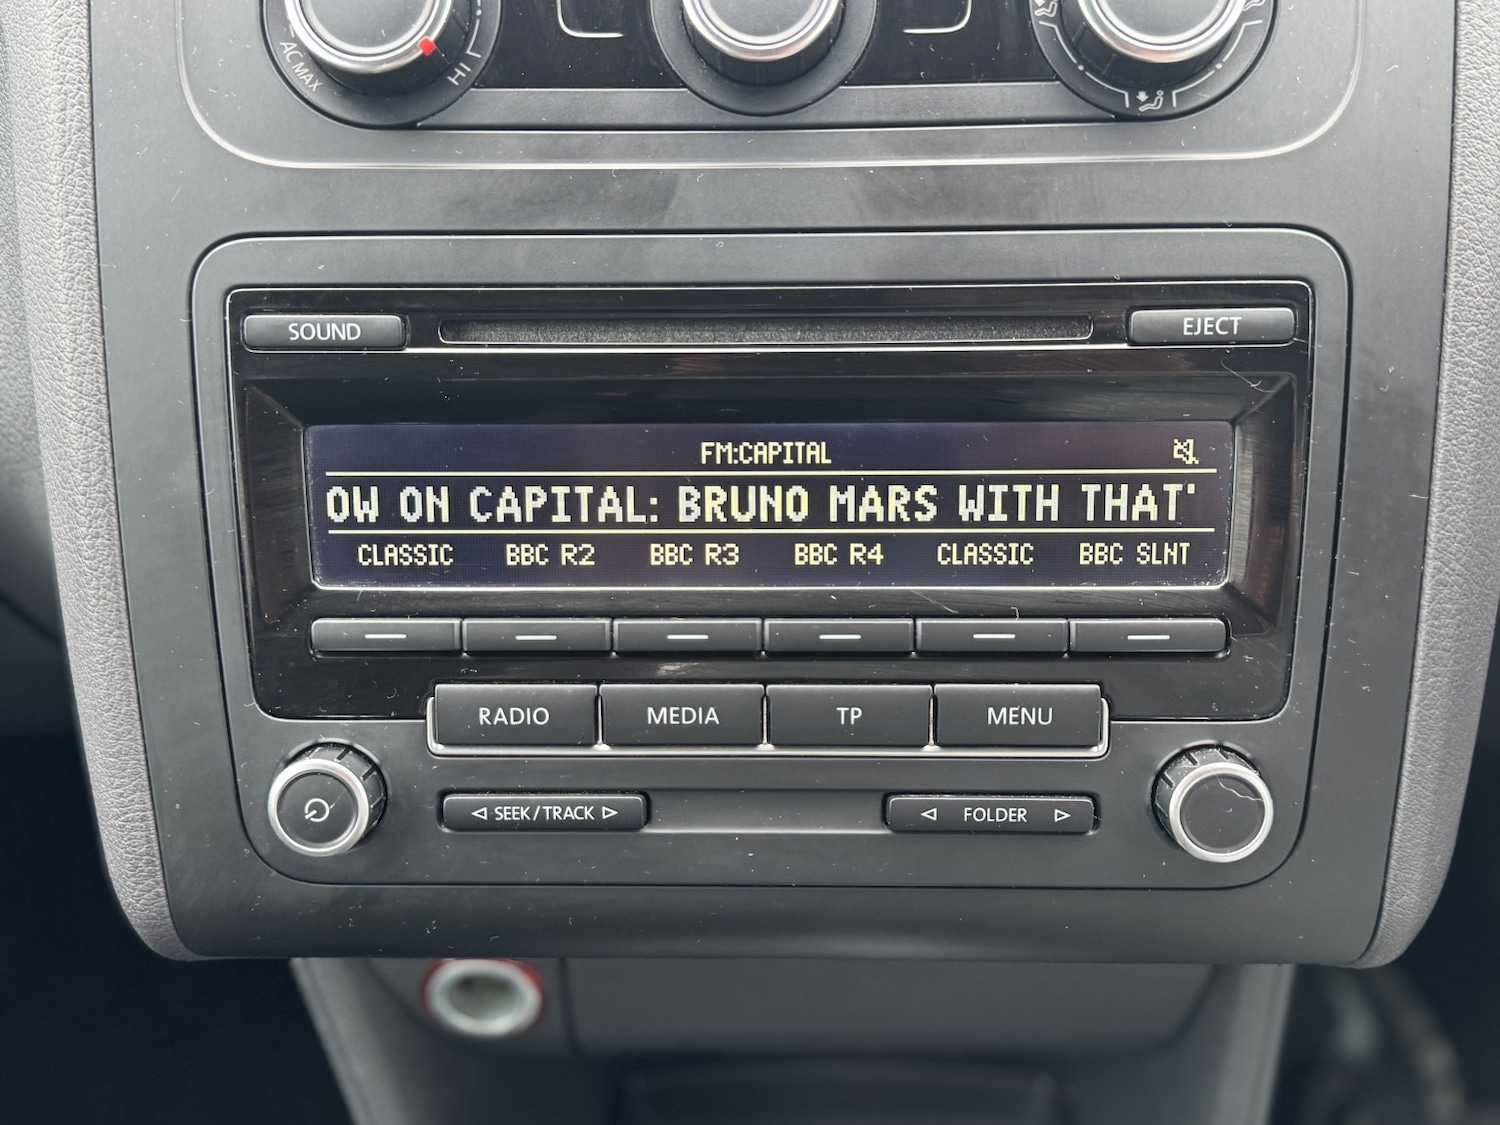 AC MAX
HI
SOUND
EJECT
FM:CAPITAL
OW ON CAPITAL: BRUNO MARS WITH THAT'
CLASSIC BBC R2 BBC R3 BBC R4 CLASSIC BBC SLNT
RADIO MEDIA TP MENU
SEEK/TRACK FOLDER